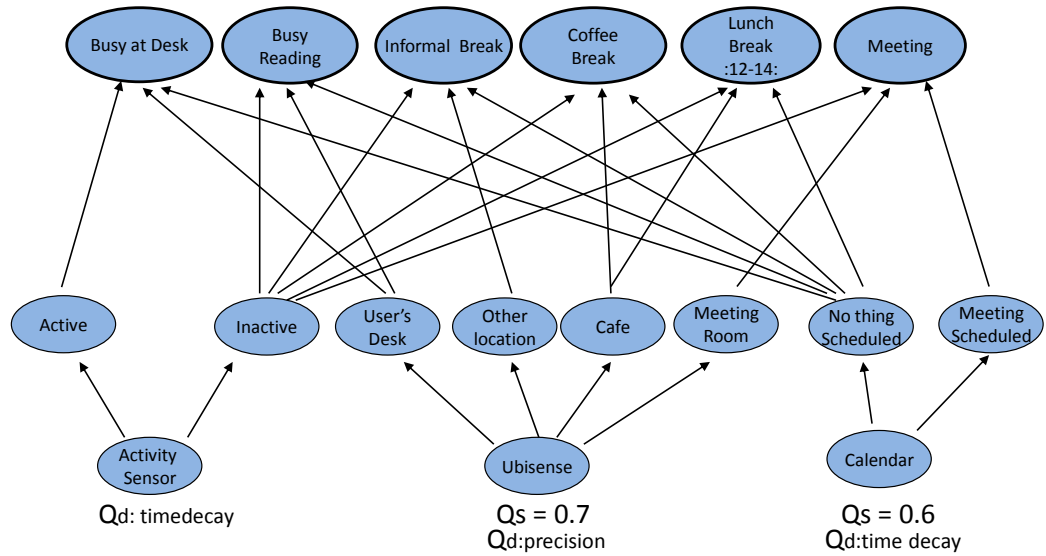 Busy at Desk
Busy
Reading
Informal Break
Coffee
Break
Lunch
Break
:12-14:
Meeting
Active
Inactive
User's
Desk
Other
location
Cafe
Meeting
Room
No thing
Scheduled
Meeting
Scheduled
Activity
Sensor
Ubisense
Calendar
Qd: timedecay
Qs = 0.7
Qd:precision
Qs = 0.6
Qd:time decay